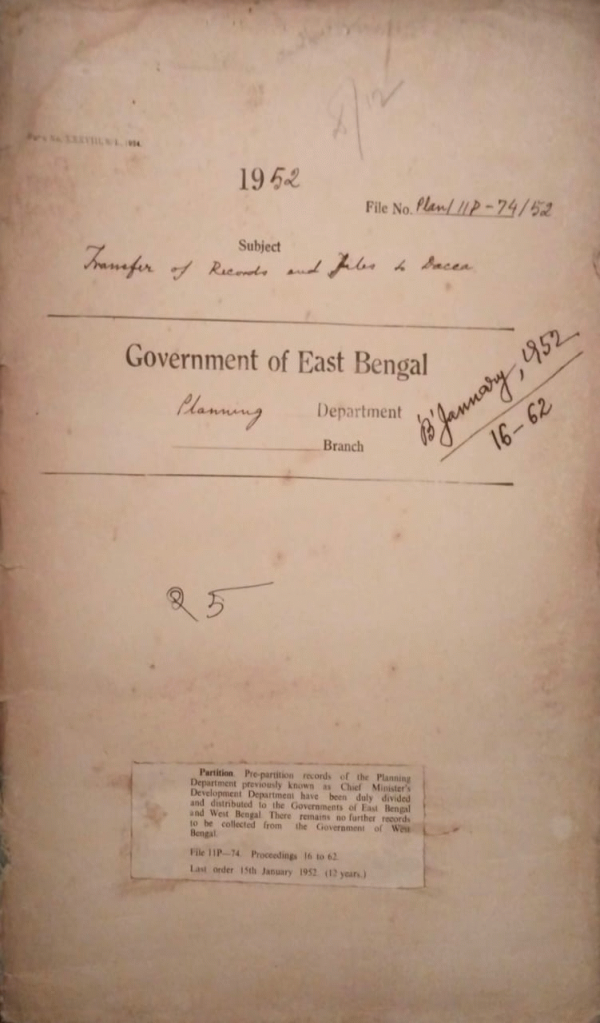 1952
File No. Plan/11P-74/52
Subject
Transfer of Records and Files to Dacca
Government of East Bengal
Planning Department
Branch
'B' January, 1952
16-62
25
Partition. Pre-partition records of the Planning
Department previously known as Chief Minister's
Development Department have been duly divided
and distributed to the Governments of East Bengal
and West Bengal. There remains no further records
to be collected from the Government of West
Bengal.
File 11P—74. Proceedings 16 to 62.
Last order 15th January 1952. (12 years.)